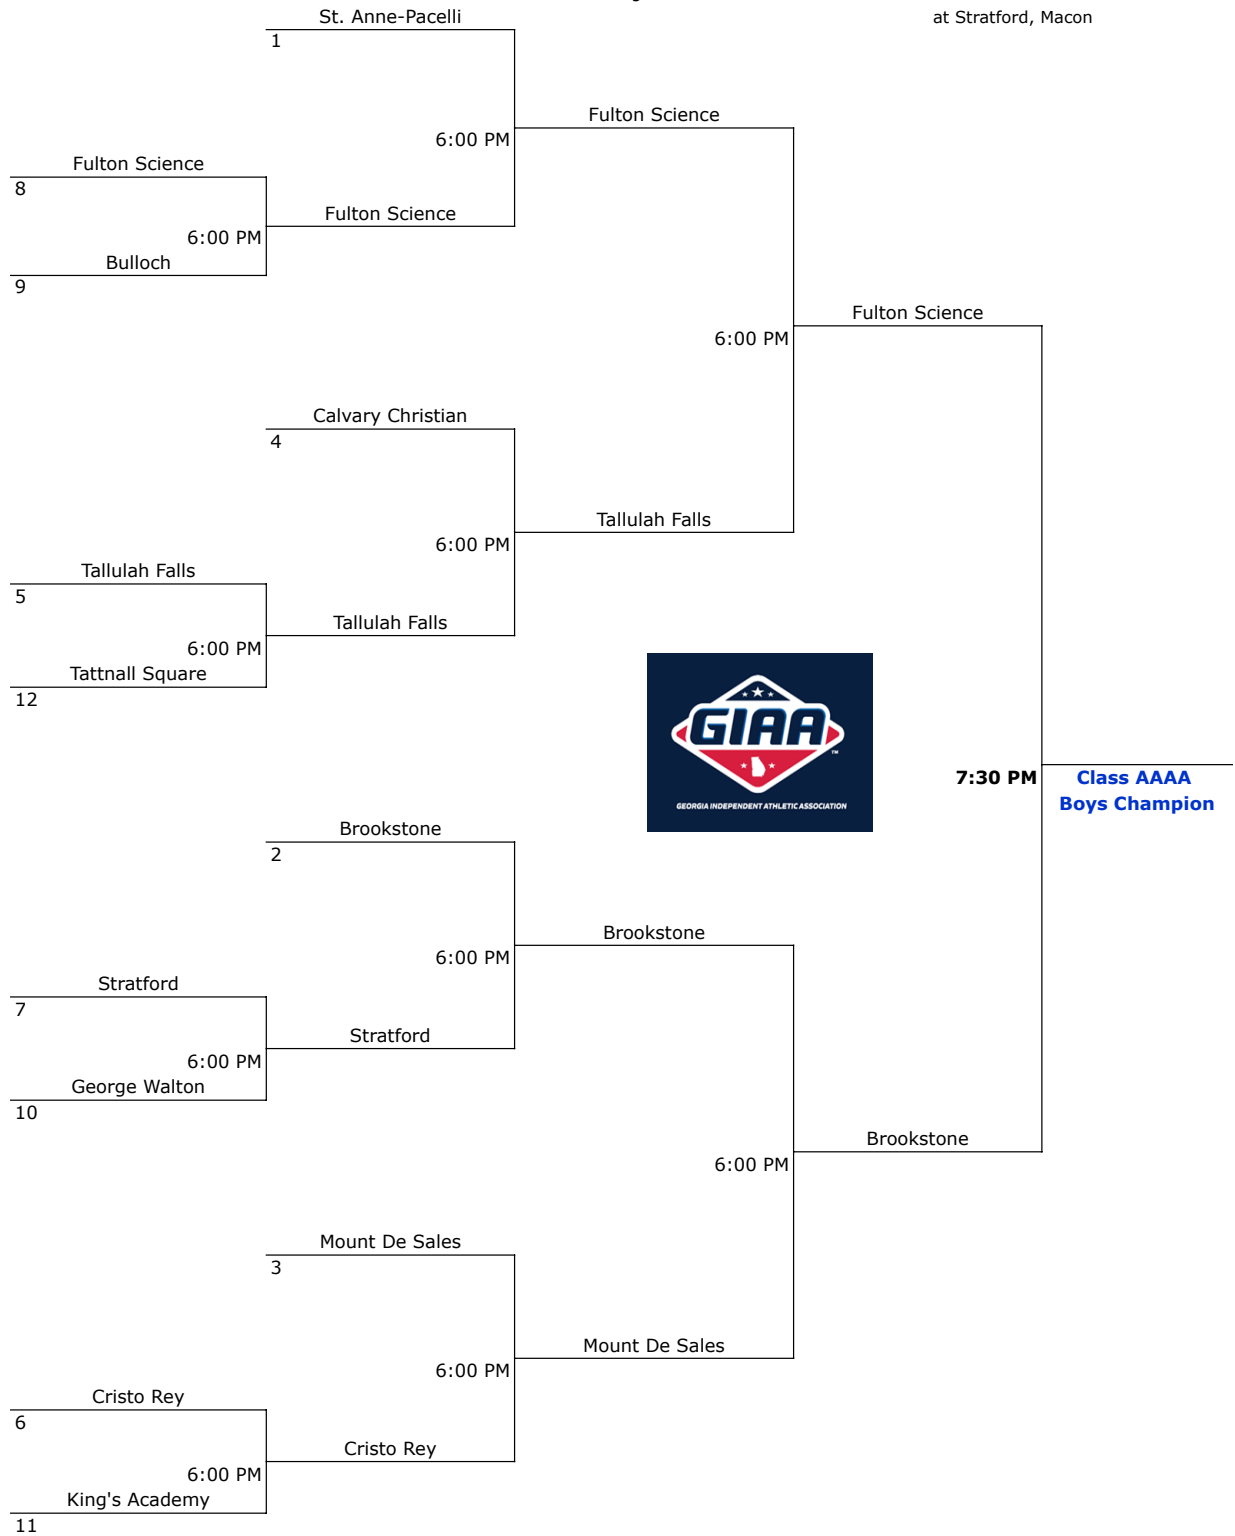 St. Anne-Pacelli
at Stratford, Macon
1
Fulton Science
6:00 PM
Fulton Science
8
Fulton Science
6:00 PM
Bulloch
9
Fulton Science
6:00 PM
Calvary Christian
4
Tallulah Falls
6:00 PM
Tallulah Falls
5
Tallulah Falls
6:00 PM
Tattnall Square
12
GIAA
TM
GEORGIA INDEPENDENT ATHLETIC ASSOCIATION
7:30 PM
Class AAAA
Boys Champion
Brookstone
2
Brookstone
6:00 PM
Stratford
7
Stratford
6:00 PM
George Walton
10
Brookstone
6:00 PM
Mount De Sales
3
Mount De Sales
6:00 PM
Cristo Rey
6
Cristo Rey
6:00 PM
King's Academy
11